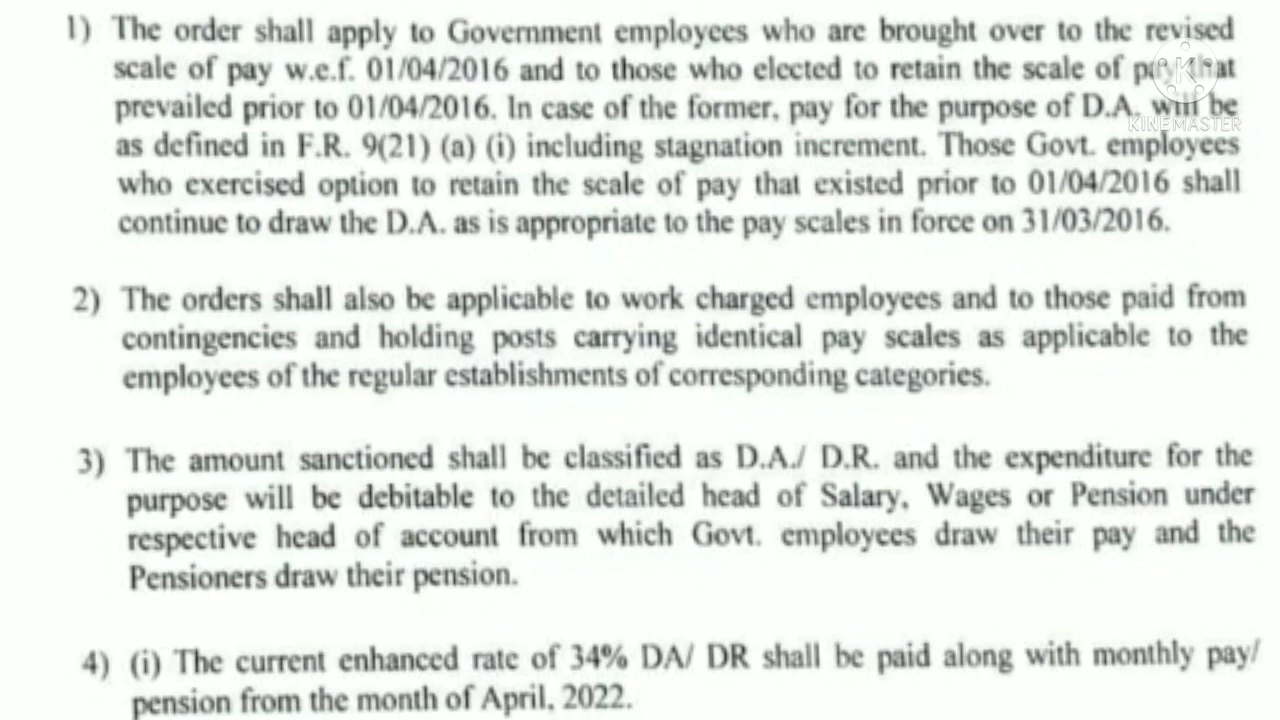 1) The order shall apply to Government employees who are brought over to the revised
scale of pay w.e.f. 01/04/2016 and to those who elected to retain the scale of pay that
prevailed prior to 01/04/2016. In case of the former, pay for the purpose of D.A. will be
KINEMASTER
as defined in F.R. 9(21) (a) (i) including stagnation increment. Those Govt. employees
who exercised option to retain the scale of pay that existed prior to 01/04/2016 shall
continue to draw the D.A. as is appropriate to the pay scales in force on 31/03/2016.
2) The orders shall also be applicable to work charged employees and to those paid from
contingencies and holding posts carrying identical pay scales as applicable to the
employees of the regular establishments of corresponding categories.
3) The amount sanctioned shall be classified as D.A./ D.R. and the expenditure for the
purpose will be debitable to the detailed head of Salary, Wages or Pension under
respective head of account from which Govt. employees draw their pay and the
Pensioners draw their pension.
4) (i) The current enhanced rate of 34% DA/ DR shall be paid along with monthly pay/
pension from the month of April, 2022.